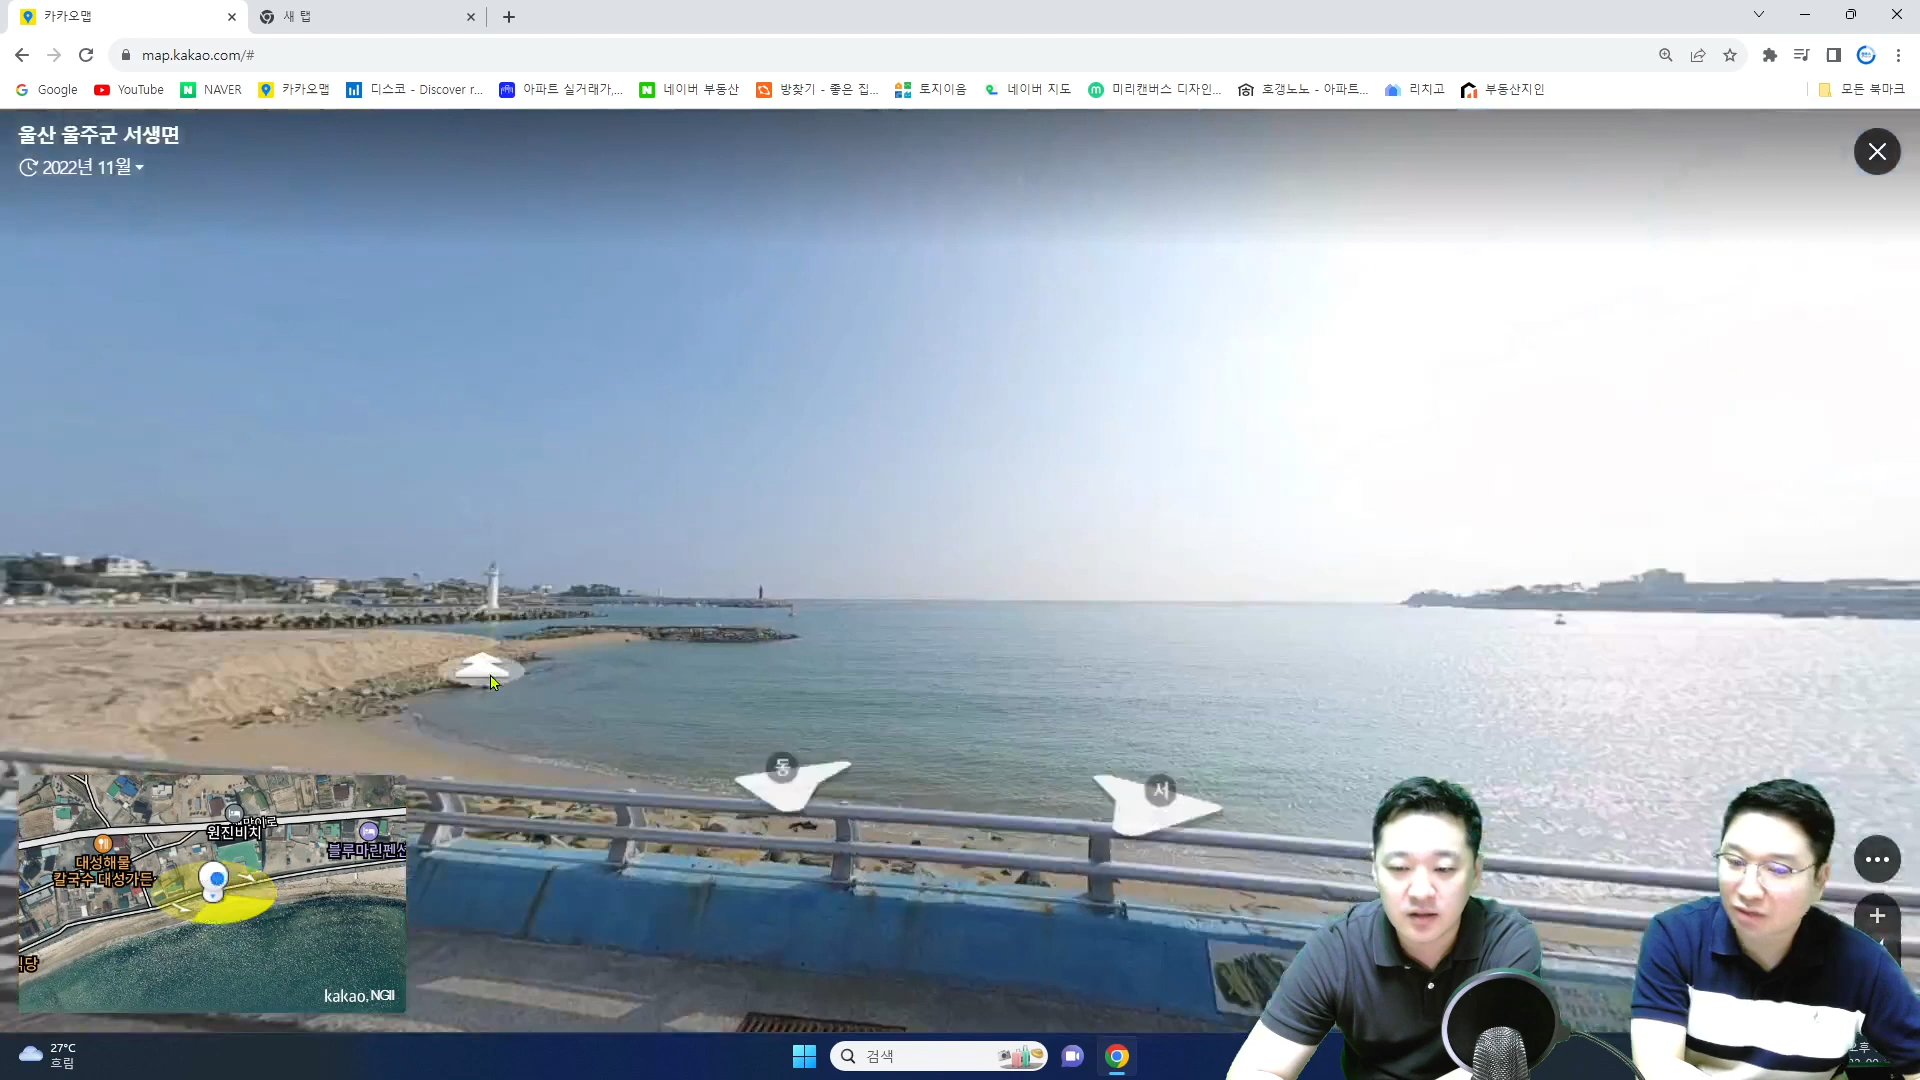 카카오맵
새 탭
map.kakao.com/#
Google
YouTube
NAVER
카카오맵
디스코 - Discover r...
아파트 실거래가,...
네이버 부동산
방찾기 - 좋은 집...
토지이음
네이버 지도
미리캔버스 디자인...
호갱노노 - 아파트...
리치고
부동산지인
모든 북마크
울산 울주군 서생면
2022년 11월
동
서
원진비치
블루마린펜션
대성해물
칼국수 대성가든
kakao, NGII
27°C
흐림
검색
오후